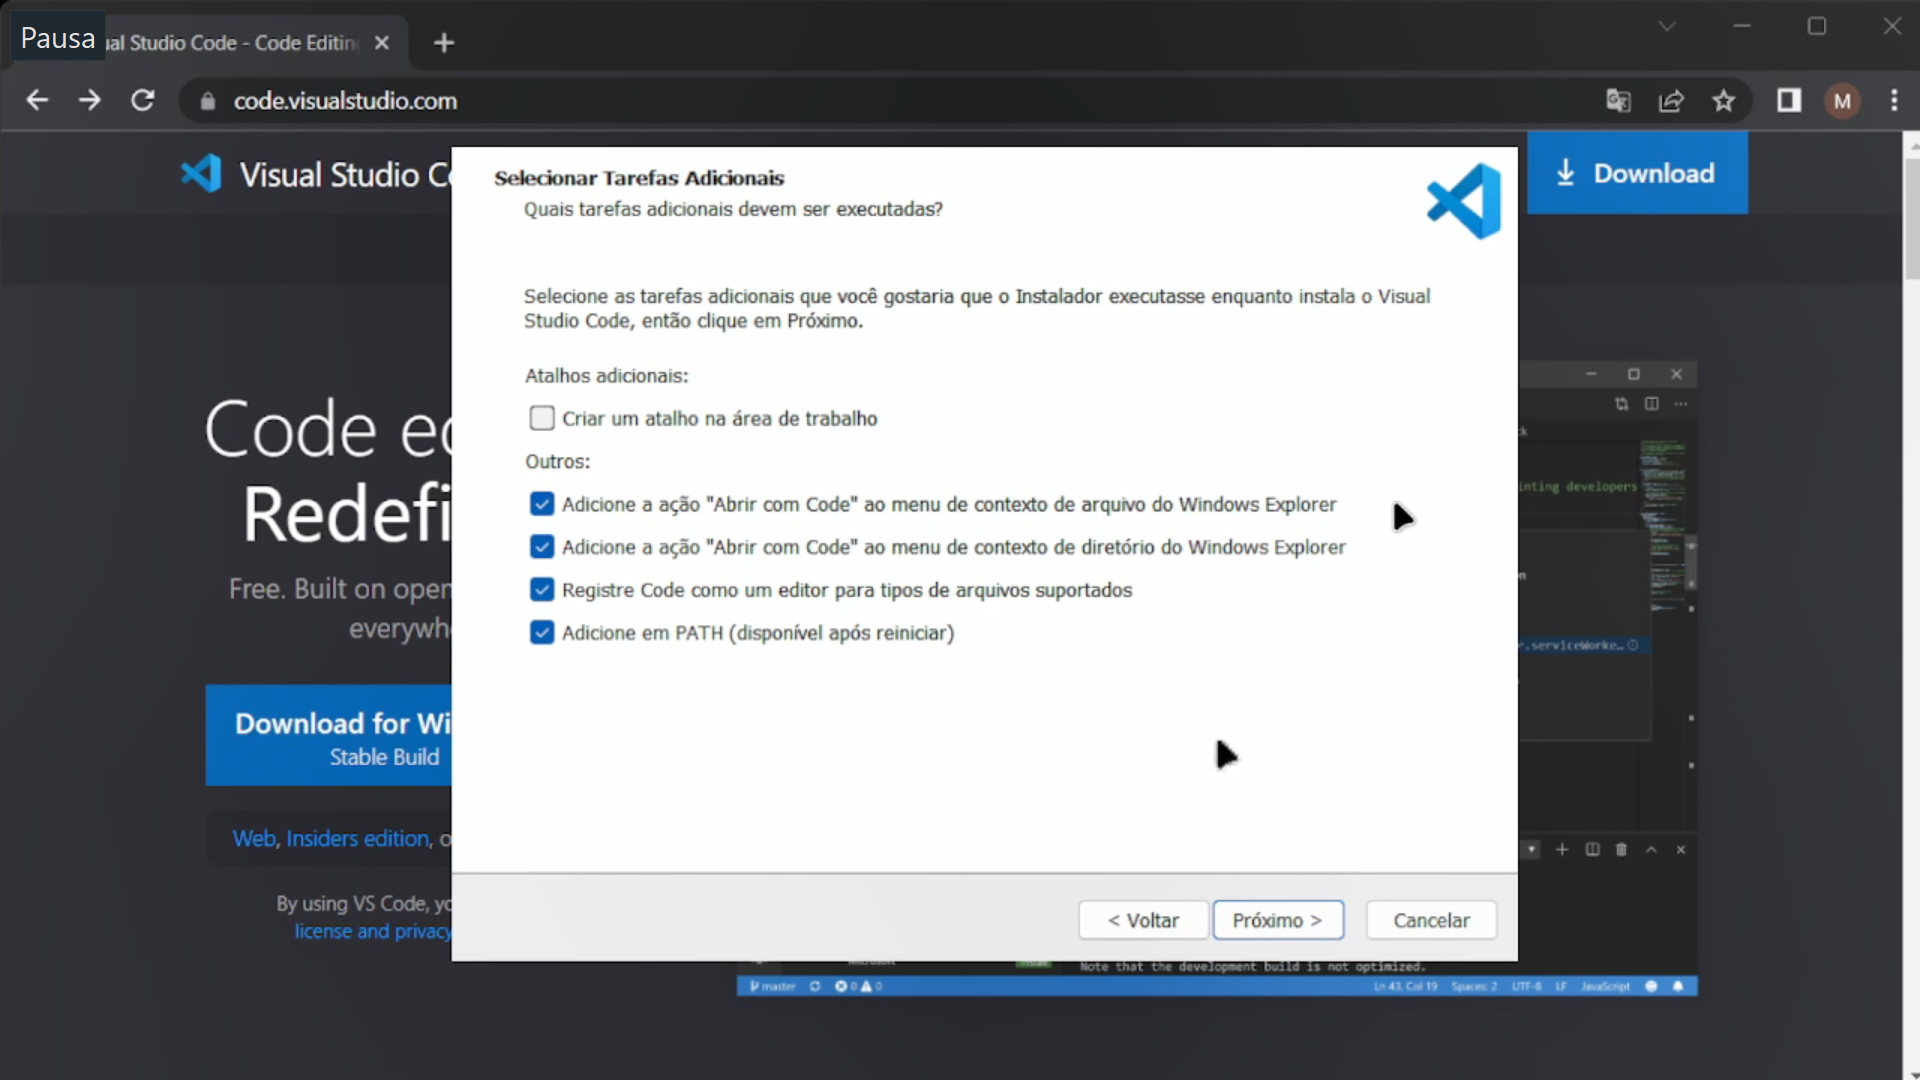 Pausa
ual Studio Code - Code Editing
code.visualstudio.com
M
Visual Studio Co
Download
Selecionar Tarefas Adicionais
Quais tarefas adicionais devem ser executadas?
Selecione as tarefas adicionais que você gostaria que o Instalador executasse enquanto instala o Visual
Studio Code, então clique em Próximo.
Atalhos adicionais:
Criar um atalho na área de trabalho
Outros:
Adicione a ação "Abrir com Code" ao menu de contexto de arquivo do Windows Explorer
Adicione a ação "Abrir com Code" ao menu de contexto de diretório do Windows Explorer
Registre Code como um editor para tipos de arquivos suportados
Adicione em PATH (disponível após reiniciar)
< Voltar
Próximo >
Cancelar
Code ed
Redefi
Free. Built on open
everywhe
Download for Wi
Stable Build
Web, Insiders edition, o
By using VS Code, yo
license and privacy
inting developers
r.serviceWorke…
Note that the development build is not optimized.
master
0
0
Ln 43, Col 19
Spaces: 2
UTF-8
LF
JavaScript